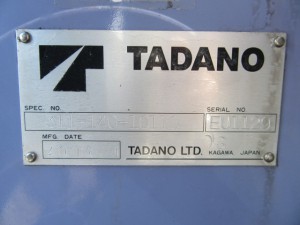 TADANO
SPEC. NO. SERIAL NO.
MFG. DATE
TADANO LTD. KAGAWA, JAPAN